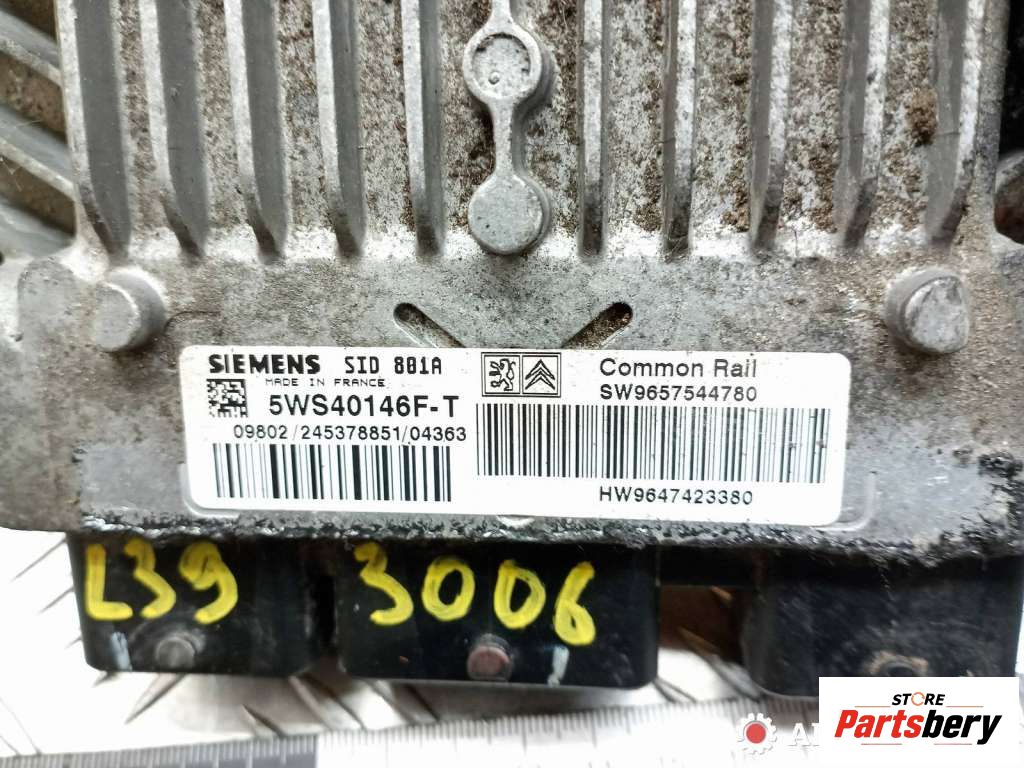 SIEMENS SID 801A
MADE IN FRANCE
5WS40146F-T
09802/245378851/04363
Common Rail
SW9657544780
HW9647423380
L39 3006
STORE
Partsbery